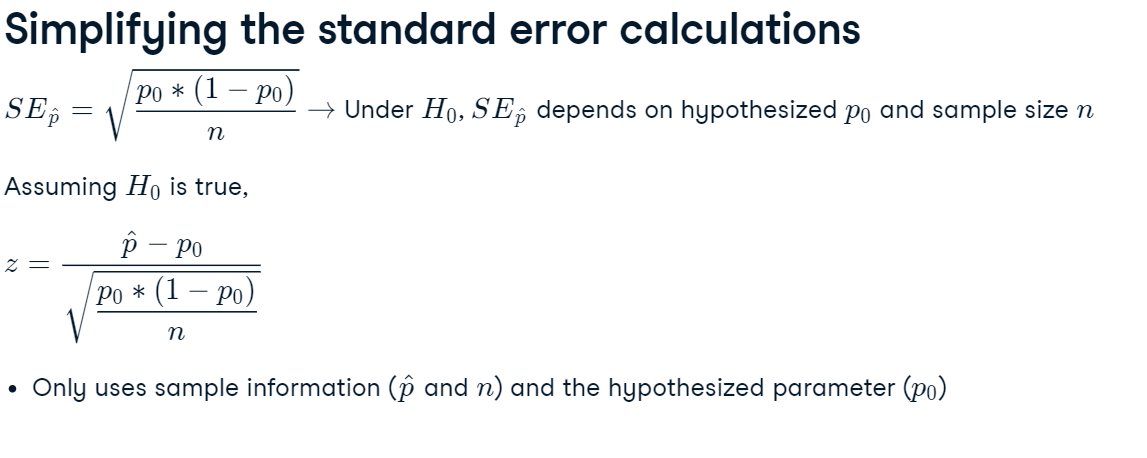 Simplifying the standard error calculations
$SE_{\hat{p}} = \sqrt{\frac{p_0 * (1 - p_0)}{n}}$ → Under $H_0$, $SE_{\hat{p}}$ depends on hypothesized $p_0$ and sample size $n$
Assuming $H_0$ is true,
$z = \frac{\hat{p} - p_0}{\sqrt{\frac{p_0 * (1 - p_0)}{n}}}$
• Only uses sample information ($\hat{p}$ and $n$) and the hypothesized parameter ($p_0$)